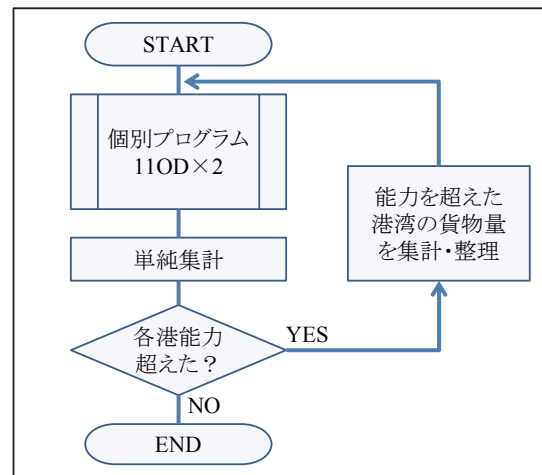 START
個別プログラム
11OD×2
単純集計
各港能力
超えた？
YES
能力を超えた
港湾の貨物量
を集計・整理
NO
END